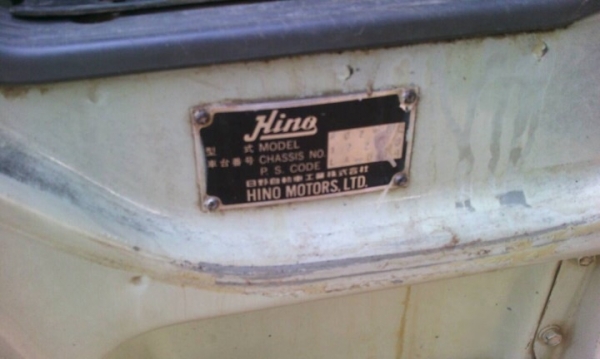 Hino
型式 MODEL
車台番号 CHASSIS NO.
P. S. CODE
日野自動車工業株式会社
HINO MOTORS, LTD.